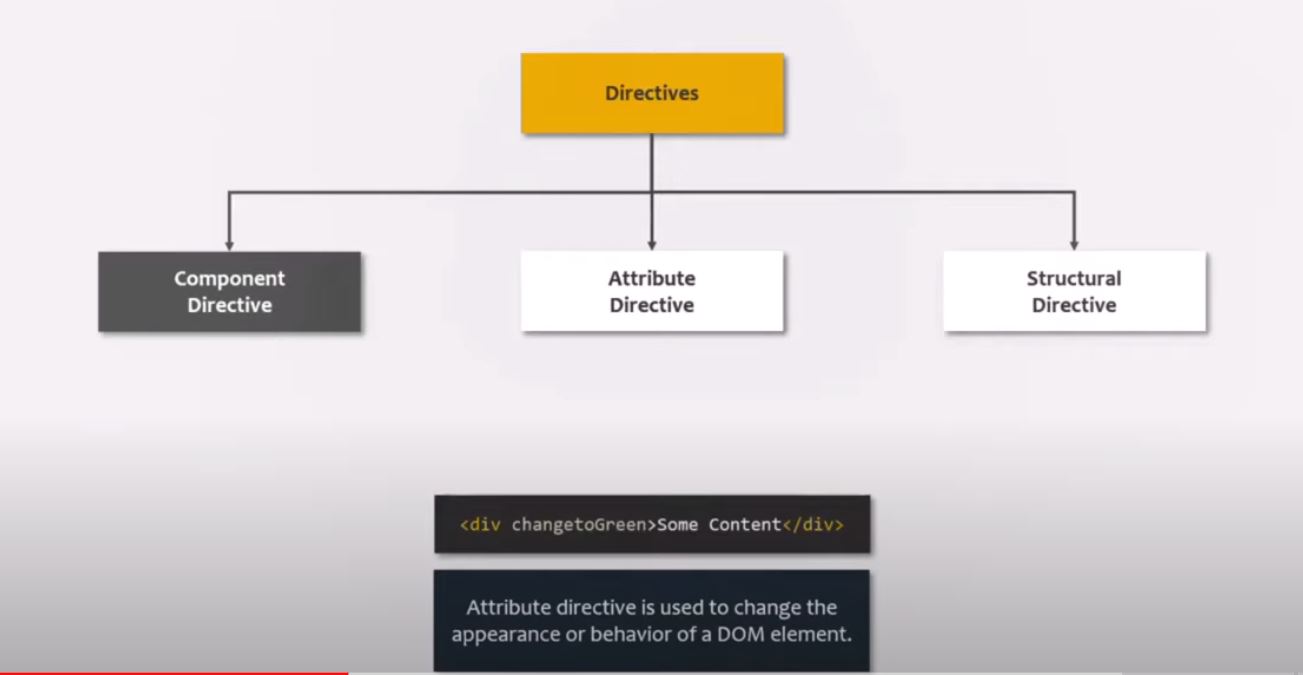 Directives
Component
Directive
Attribute
Directive
Structural
Directive
<div changetoGreen>Some Content</div>
Attribute directive is used to change the
appearance or behavior of a DOM element.